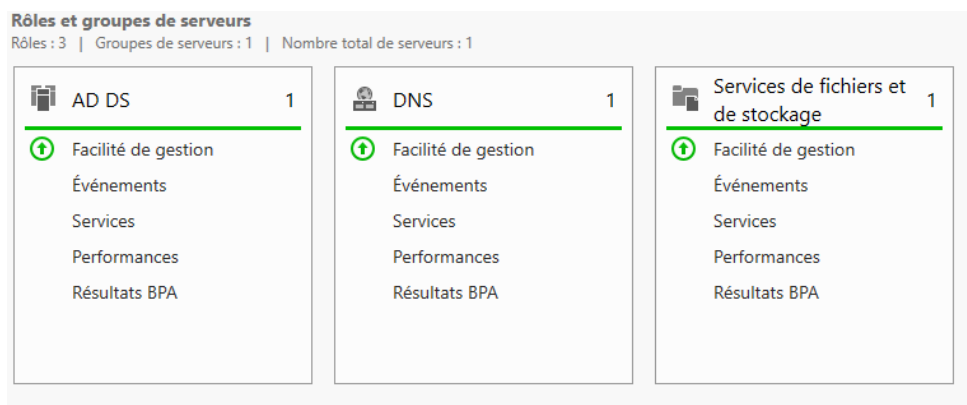 Rôles et groupes de serveurs
Rôles : 3 | Groupes de serveurs : 1 | Nombre total de serveurs : 1
AD DS 1
Facilité de gestion
Événements
Services
Performances
Résultats BPA
DNS 1
Facilité de gestion
Événements
Services
Performances
Résultats BPA
Services de fichiers et
de stockage 1
Facilité de gestion
Événements
Services
Performances
Résultats BPA